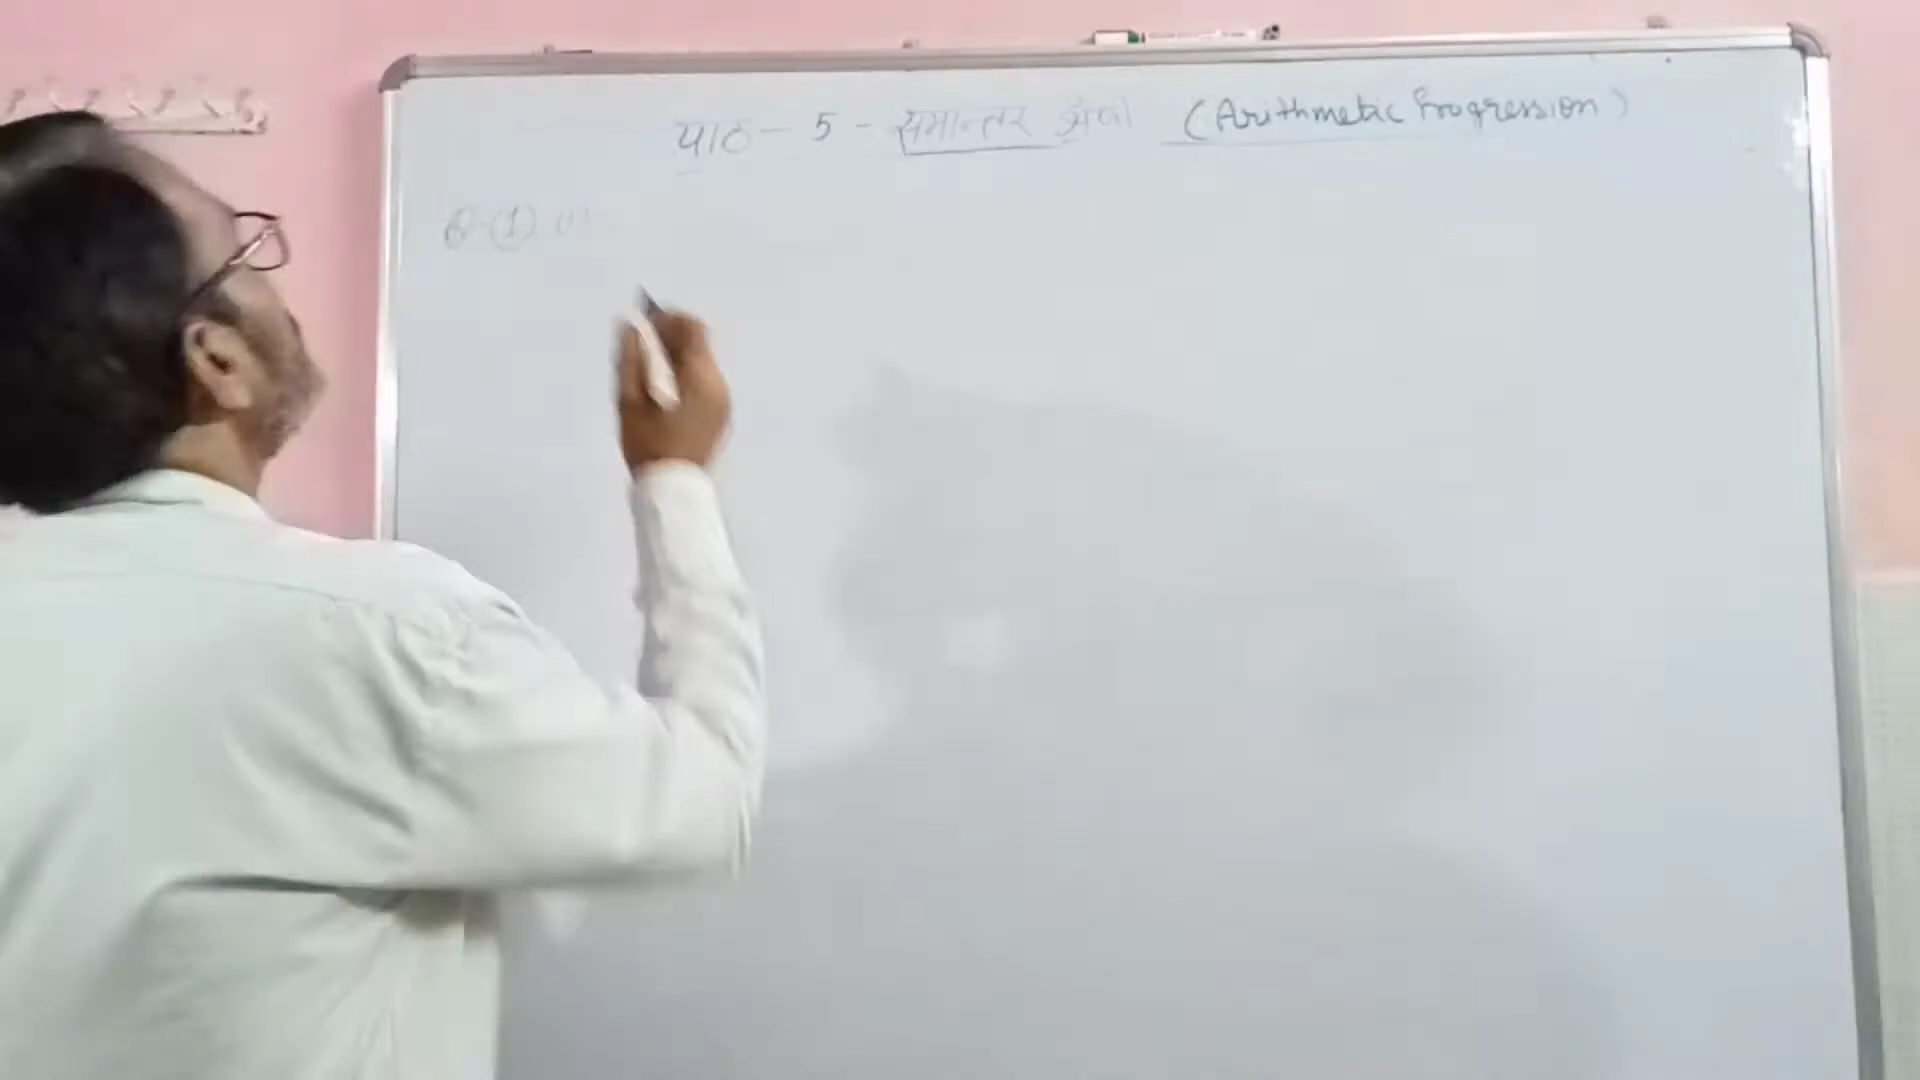 पाठ - 5 - समान्तर श्रेणी (Arithmetic Progression)
Q.(1) (i)